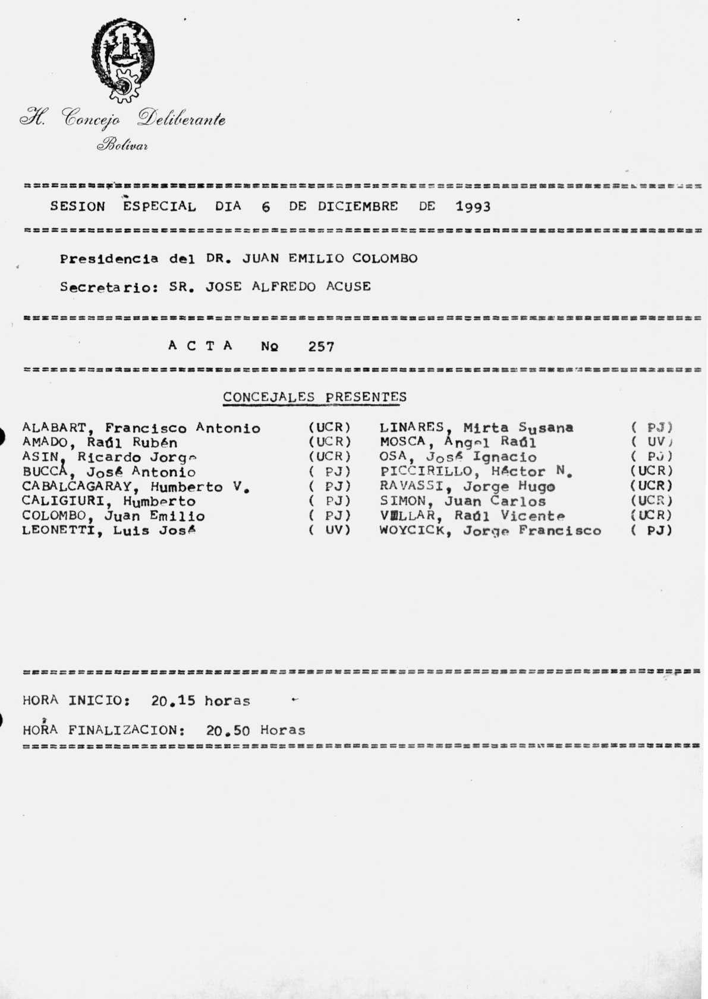 H. Concejo Deliberante
Bolívar
SESION ESPECIAL DIA 6 DE DICIEMBRE DE 1993
Presidencia del DR. JUAN EMILIO COLOMBO
Secretario: SR. JOSE ALFREDO ACUSE
A C T A Nº 257
CONCEJALES PRESENTES
ALABART, Francisco Antonio (UCR) LINARES, Mirta Susana ( PJ)
AMADO, Raúl Rubén (UCR) MOSCA, Angel Raúl ( UV)
ASIN, Ricardo Jorge (UCR) OSA, José Ignacio ( PJ)
BUCCA, José Antonio ( PJ) PICCIRILLO, Héctor N. (UCR)
CABALCAGARAY, Humberto V. ( PJ) RAVASSI, Jorge Hugo (UCR)
CALIGIURI, Humberto ( PJ) SIMON, Juan Carlos (UCR)
COLOMBO, Juan Emilio ( PJ) Raúl Vicente (UCR)
LEONETTI, Luis José ( UV) WOYCICK, Jorge Francisco ( PJ)
HORA INICIO: 20.15 horas
HORA FINALIZACION: 20.50 Horas